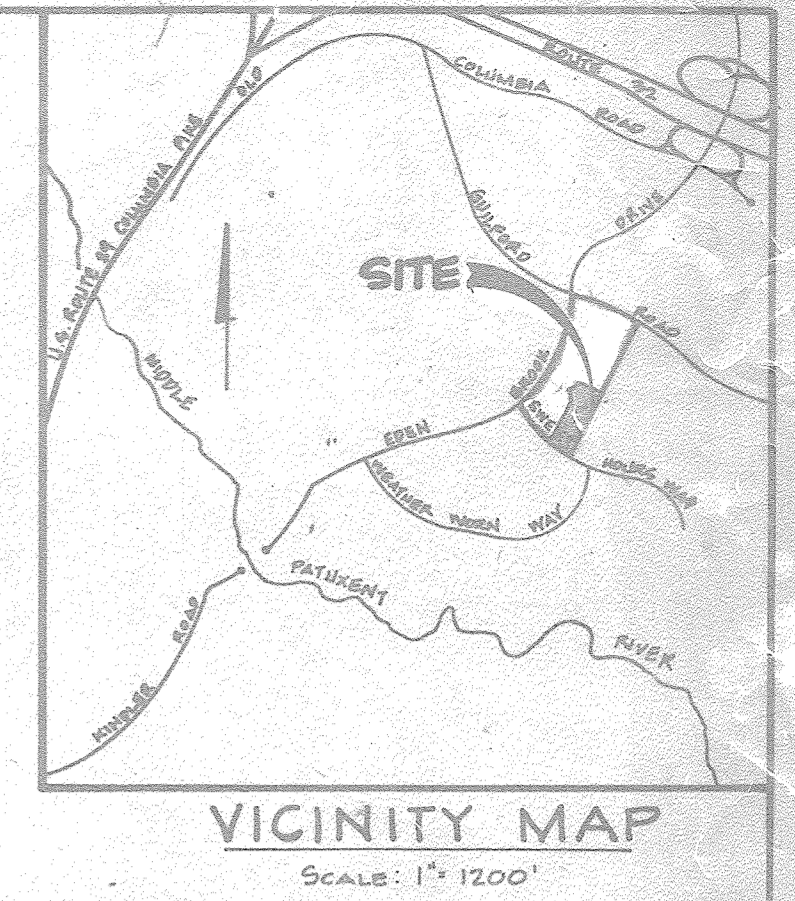 ROUTE 32
COLUMBIA ROAD
OLD
U.S. ROUTE 29 COLUMBIA PIKE
GUILFORD ROAD
DRIVE
SITE
MIDDLE
BROOK
EDEN
WEATHER WORN WAY
PATUXENT
RIVER
KINDLER ROAD
VICINITY MAP
SCALE: 1"= 1200'